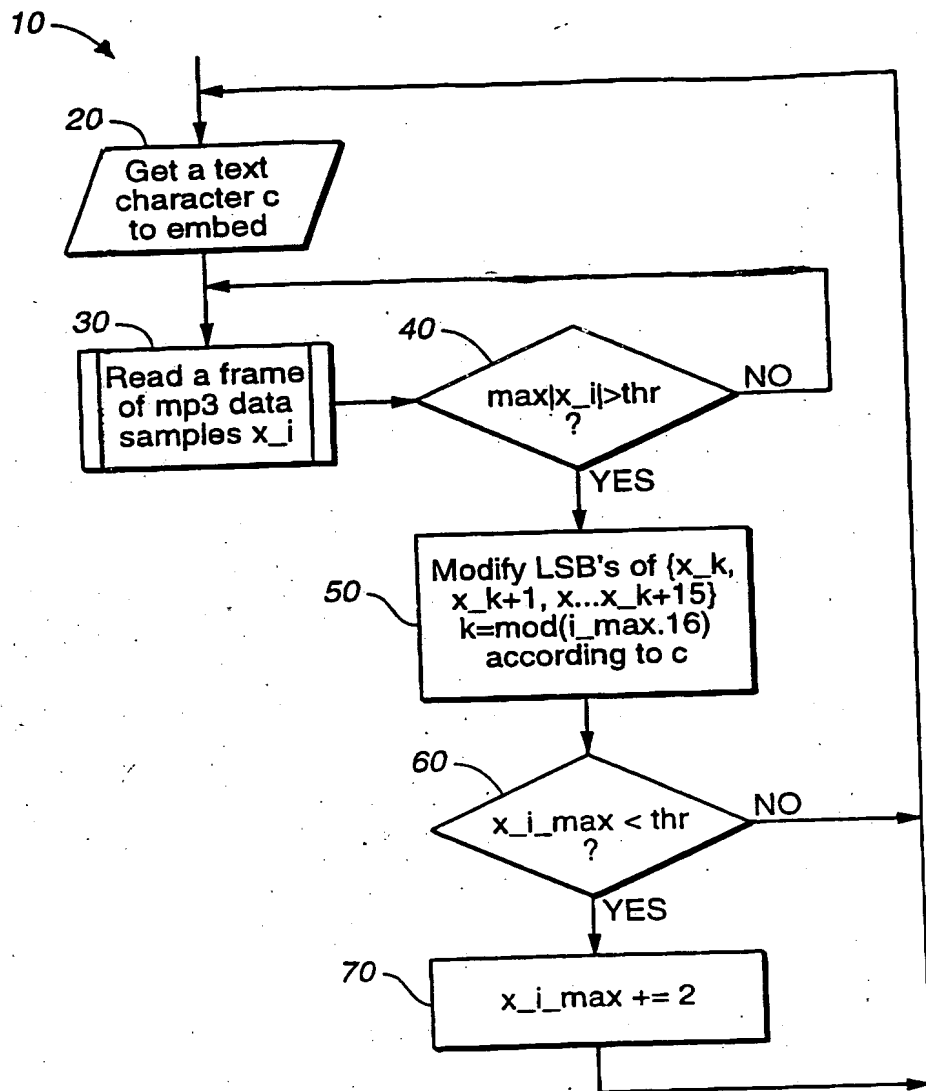 10
20
Get a text
character c
to embed
30
Read a frame
of mp3 data
samples x_i
40
max|x_i|>thr
?
NO
YES
50
Modify LSB's of {x_k,
x_k+1, x...x_k+15}
k=mod(i_max.16)
according to c
60
x_i_max < thr
?
NO
YES
70
x_i_max += 2